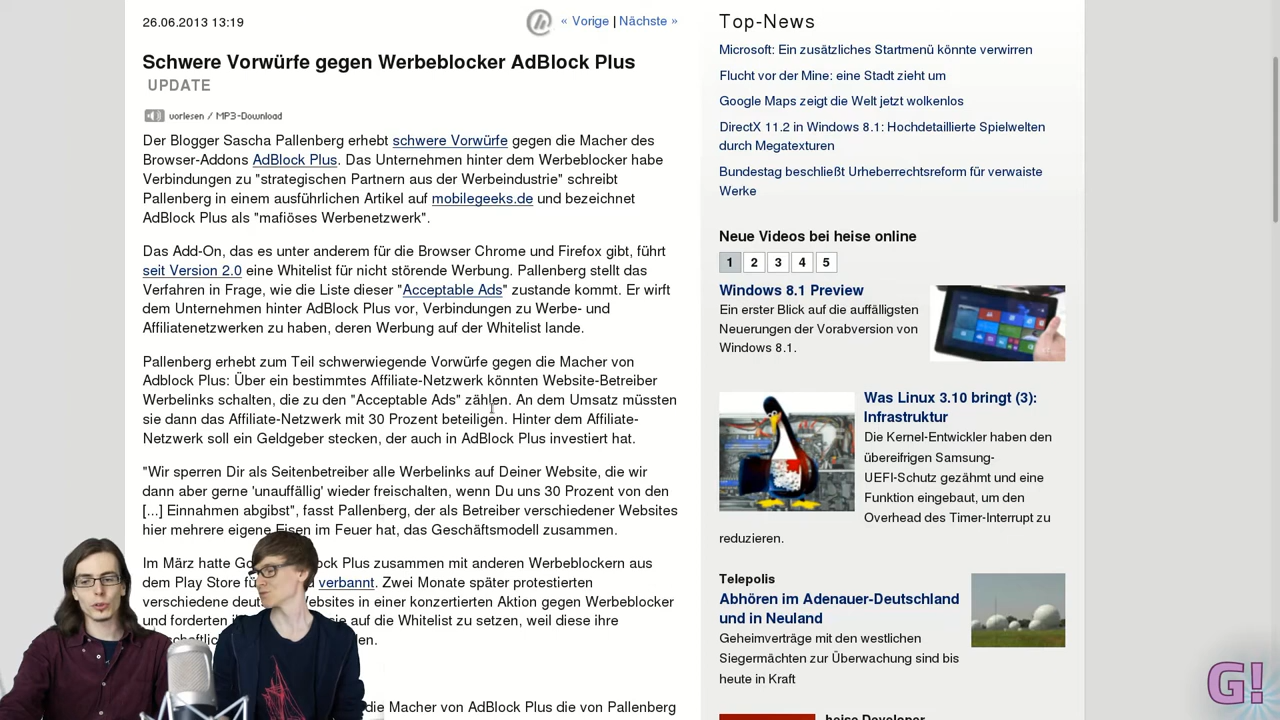 26.06.2013 13:19
« Vorige | Nächste »
Schwere Vorwürfe gegen Werbeblocker AdBlock Plus
UPDATE
vorlesen / MP3-Download
Der Blogger Sascha Pallenberg erhebt schwere Vorwürfe gegen die Macher des
Browser-Addons AdBlock Plus. Das Unternehmen hinter dem Werbeblocker habe
Verbindungen zu "strategischen Partnern aus der Werbeindustrie" schreibt
Pallenberg in einem ausführlichen Artikel auf mobilegeeks.de und bezeichnet
AdBlock Plus als "mafiöses Werbenetzwerk".
Das Add-On, das es unter anderem für die Browser Chrome und Firefox gibt, führt
seit Version 2.0 eine Whitelist für nicht störende Werbung. Pallenberg stellt das
Verfahren in Frage, wie die Liste dieser "Acceptable Ads" zustande kommt. Er wirft
dem Unternehmen hinter AdBlock Plus vor, Verbindungen zu Werbe- und
Affiliatenetzwerken zu haben, deren Werbung auf der Whitelist lande.
Pallenberg erhebt zum Teil schwerwiegende Vorwürfe gegen die Macher von
Adblock Plus: Über ein bestimmtes Affiliate-Netzwerk könnten Website-Betreiber
Werbelinks schalten, die zu den "Acceptable Ads" zählen. An dem Umsatz müssten
sie dann das Affiliate-Netzwerk mit 30 Prozent beteiligen. Hinter dem Affiliate-
Netzwerk soll ein Geldgeber stecken, der auch in AdBlock Plus investiert hat.
"Wir sperren Dir als Seitenbetreiber alle Werbelinks auf Deiner Website, die wir
dann aber gerne 'unauffällig' wieder freischalten, wenn Du uns 30 Prozent von den
[...] Einnahmen abgibst", fasst Pallenberg, der als Betreiber verschiedener Websites
hier mehrere eigene Eisen im Feuer hat, das Geschäftsmodell zusammen.
Im März hatte Go ock Plus zusammen mit anderen Werbeblockern aus
dem Play Store verbannt. Zwei Monate später protestierten
verschiedene Websites in einer konzertierten Aktion gegen Werbeblocker
und forderten sie auf die Whitelist zu setzen, weil diese ihre
die Macher von AdBlock Plus die von Pallenberg
Top-News
Microsoft: Ein zusätzliches Startmenü könnte verwirren
Flucht vor der Mine: eine Stadt zieht um
Google Maps zeigt die Welt jetzt wolkenlos
DirectX 11.2 in Windows 8.1: Hochdetaillierte Spielwelten
durch Megatexturen
Bundestag beschließt Urheberrechtsreform für verwaiste
Werke
Neue Videos bei heise online
1 2 3 4 5
Windows 8.1 Preview
Ein erster Blick auf die auffälligsten
Neuerungen der Vorabversion von
Windows 8.1.
Was Linux 3.10 bringt (3):
Infrastruktur
Die Kernel-Entwickler haben den
übereifrigen Samsung-
UEFI-Schutz gezähmt und eine
Funktion eingebaut, um den
Overhead des Timer-Interrupt zu
reduzieren.
Telepolis
Abhören im Adenauer-Deutschland
und in Neuland
Geheimverträge mit den westlichen
Siegermächten zur Überwachung sind bis
heute in Kraft
heise Developer
G!